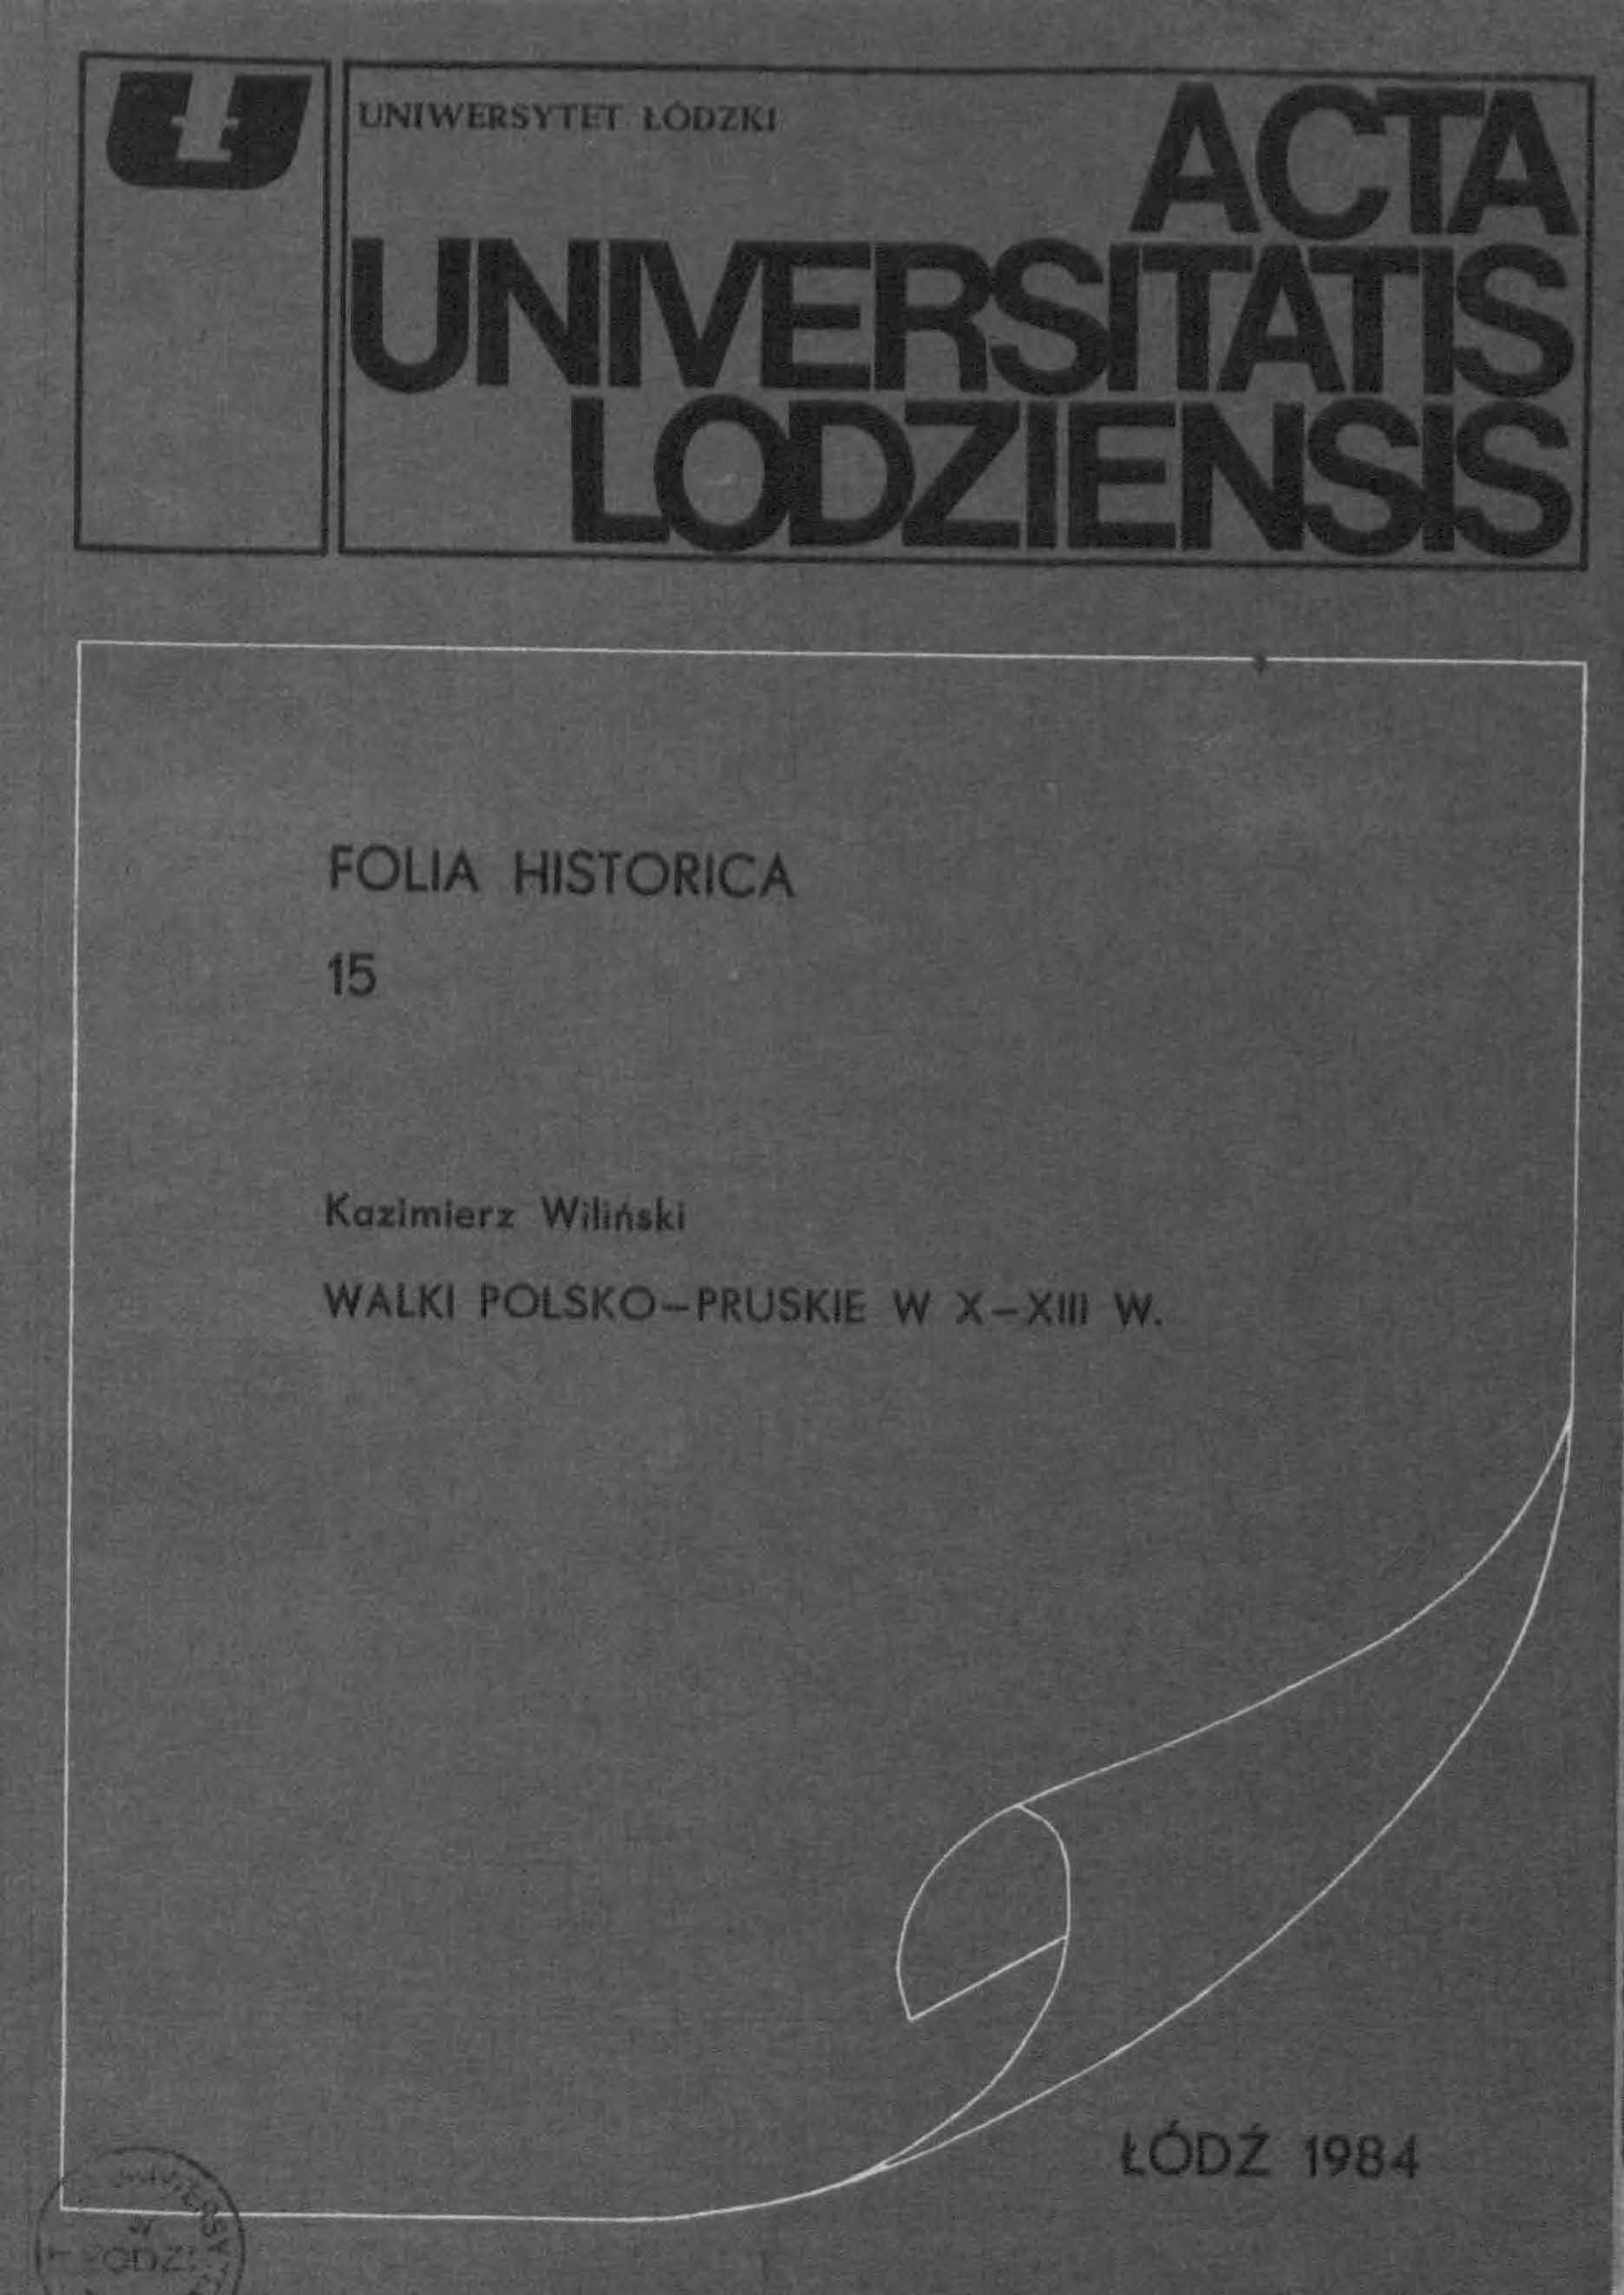 UNIWERSYTET ŁÓDZKI
ACTA
UNIVERSITATIS
LODZIENSIS
FOLIA HISTORICA
15
Kazimierz Wiliński
WALKI POLSKO–PRUSKIE W X–XIII W.
ŁÓDŹ 1984